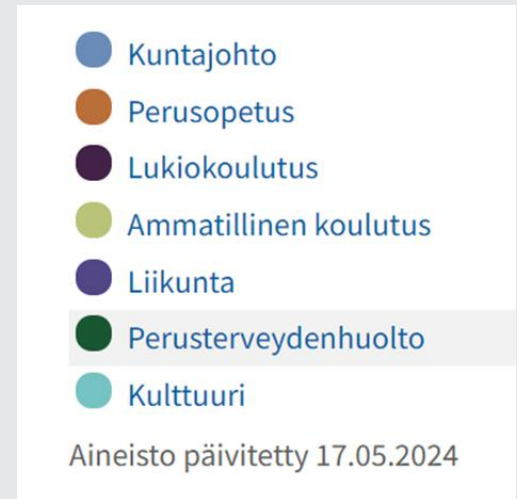 Kuntajohto
Perusopetus
Lukiokoulutus
Ammatillinen koulutus
Liikunta
Perusterveydenhuolto
Kulttuuri
Aineisto päivitetty 17.05.2024